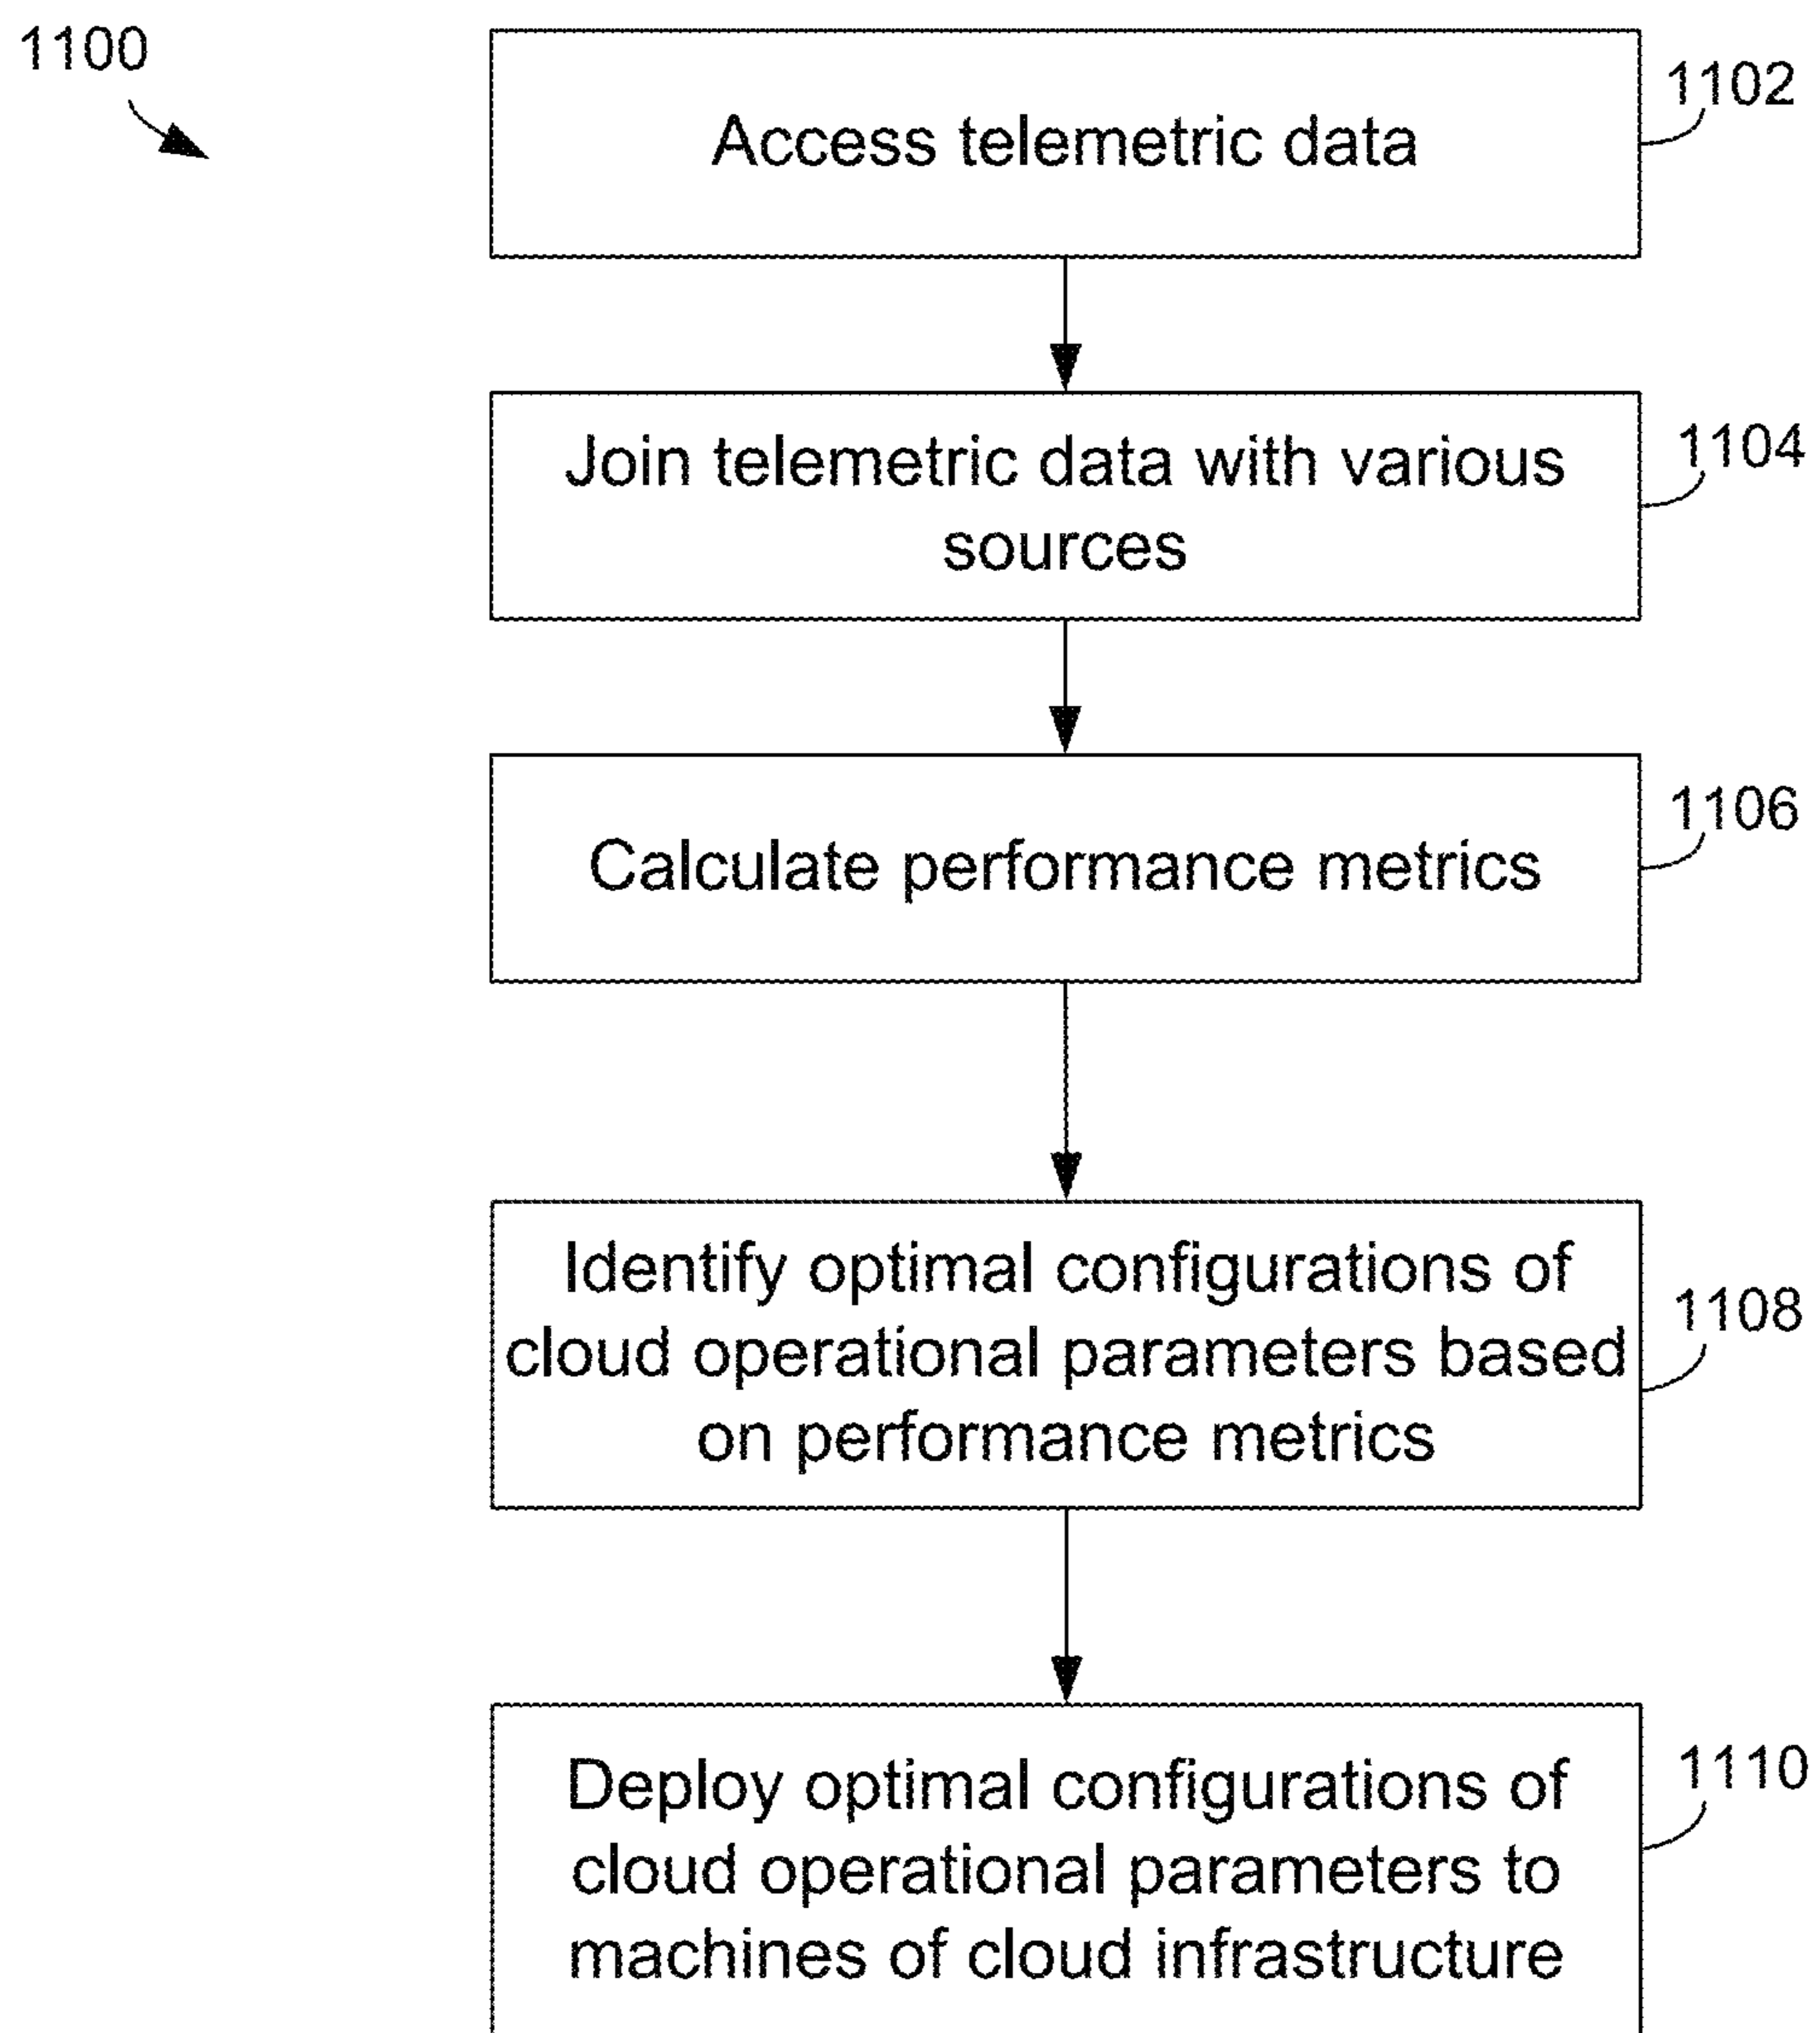 1100
Access telemetric data
1102
Join telemetric data with various
sources
1104
Calculate performance metrics
1106
Identify optimal configurations of
cloud operational parameters based
on performance metrics
1108
Deploy optimal configurations of
cloud operational parameters to
machines of cloud infrastructure
1110